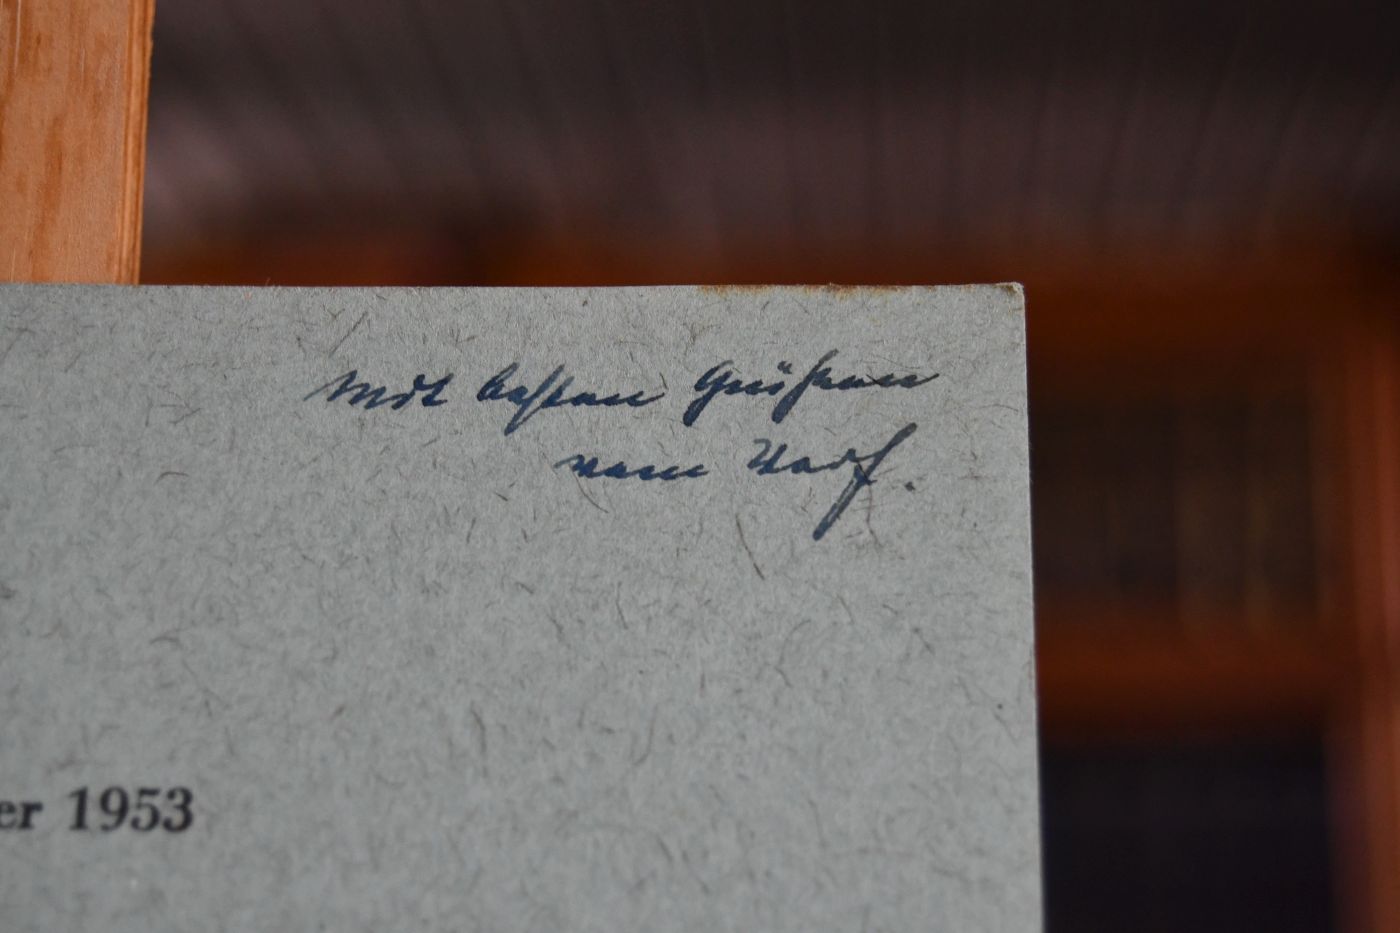 Mit besten Grüßen
vom Verf.
er 1953